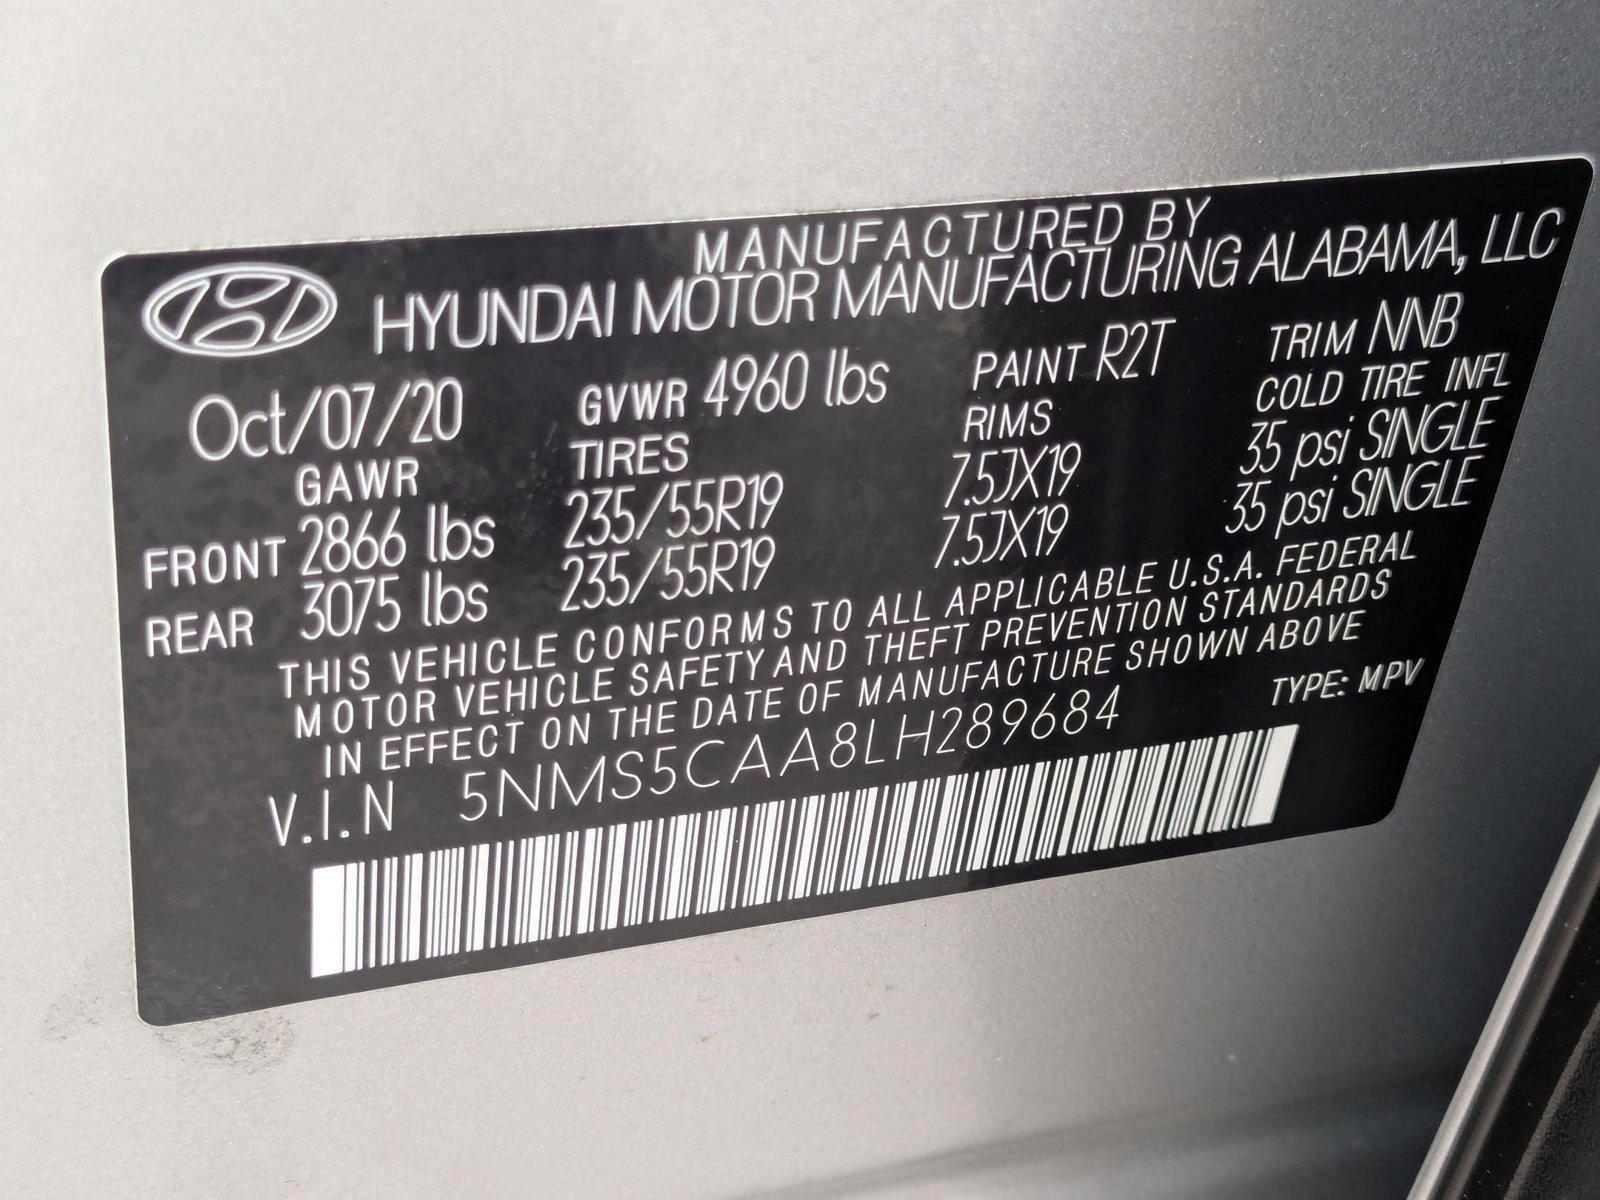 MANUFACTURED BY
HYUNDAI MOTOR MANUFACTURING ALABAMA, LLC
Oct/07/20 GVWR 4960 lbs PAINT R2T TRIM NNB
GAWR TIRES RIMS COLD TIRE INFL
FRONT 2866 lbs 235/55R19 7.5JX19 35 psi SINGLE
REAR 3075 lbs 235/55R19 7.5JX19 35 psi SINGLE
THIS VEHICLE CONFORMS TO ALL APPLICABLE U.S.A. FEDERAL
MOTOR VEHICLE SAFETY AND THEFT PREVENTION STANDARDS
IN EFFECT ON THE DATE OF MANUFACTURE SHOWN ABOVE
V.I.N 5NMS5CAA8LH289684 TYPE: MPV